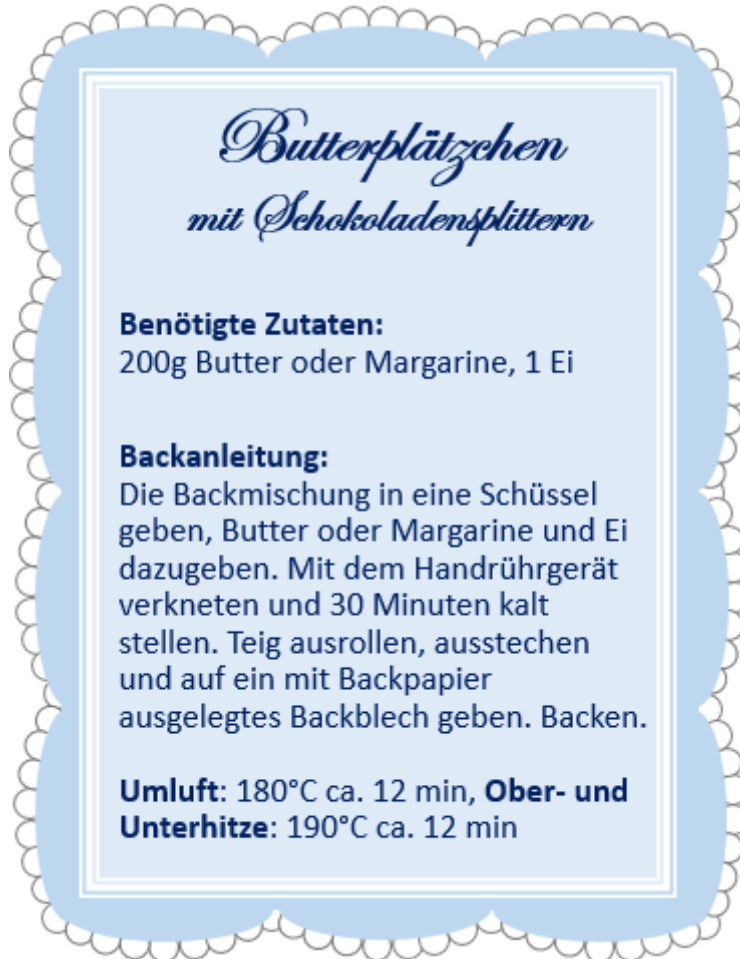 Butterplätzchen
mit Schokoladensplittern
Benötigte Zutaten:
200g Butter oder Margarine, 1 Ei
Backanleitung:
Die Backmischung in eine Schüssel
geben, Butter oder Margarine und Ei
dazugeben. Mit dem Handrührgerät
verkneten und 30 Minuten kalt
stellen. Teig ausrollen, ausstechen
und auf ein mit Backpapier
ausgelegtes Backblech geben. Backen.
Umluft: 180°C ca. 12 min, Ober- und
Unterhitze: 190°C ca. 12 min